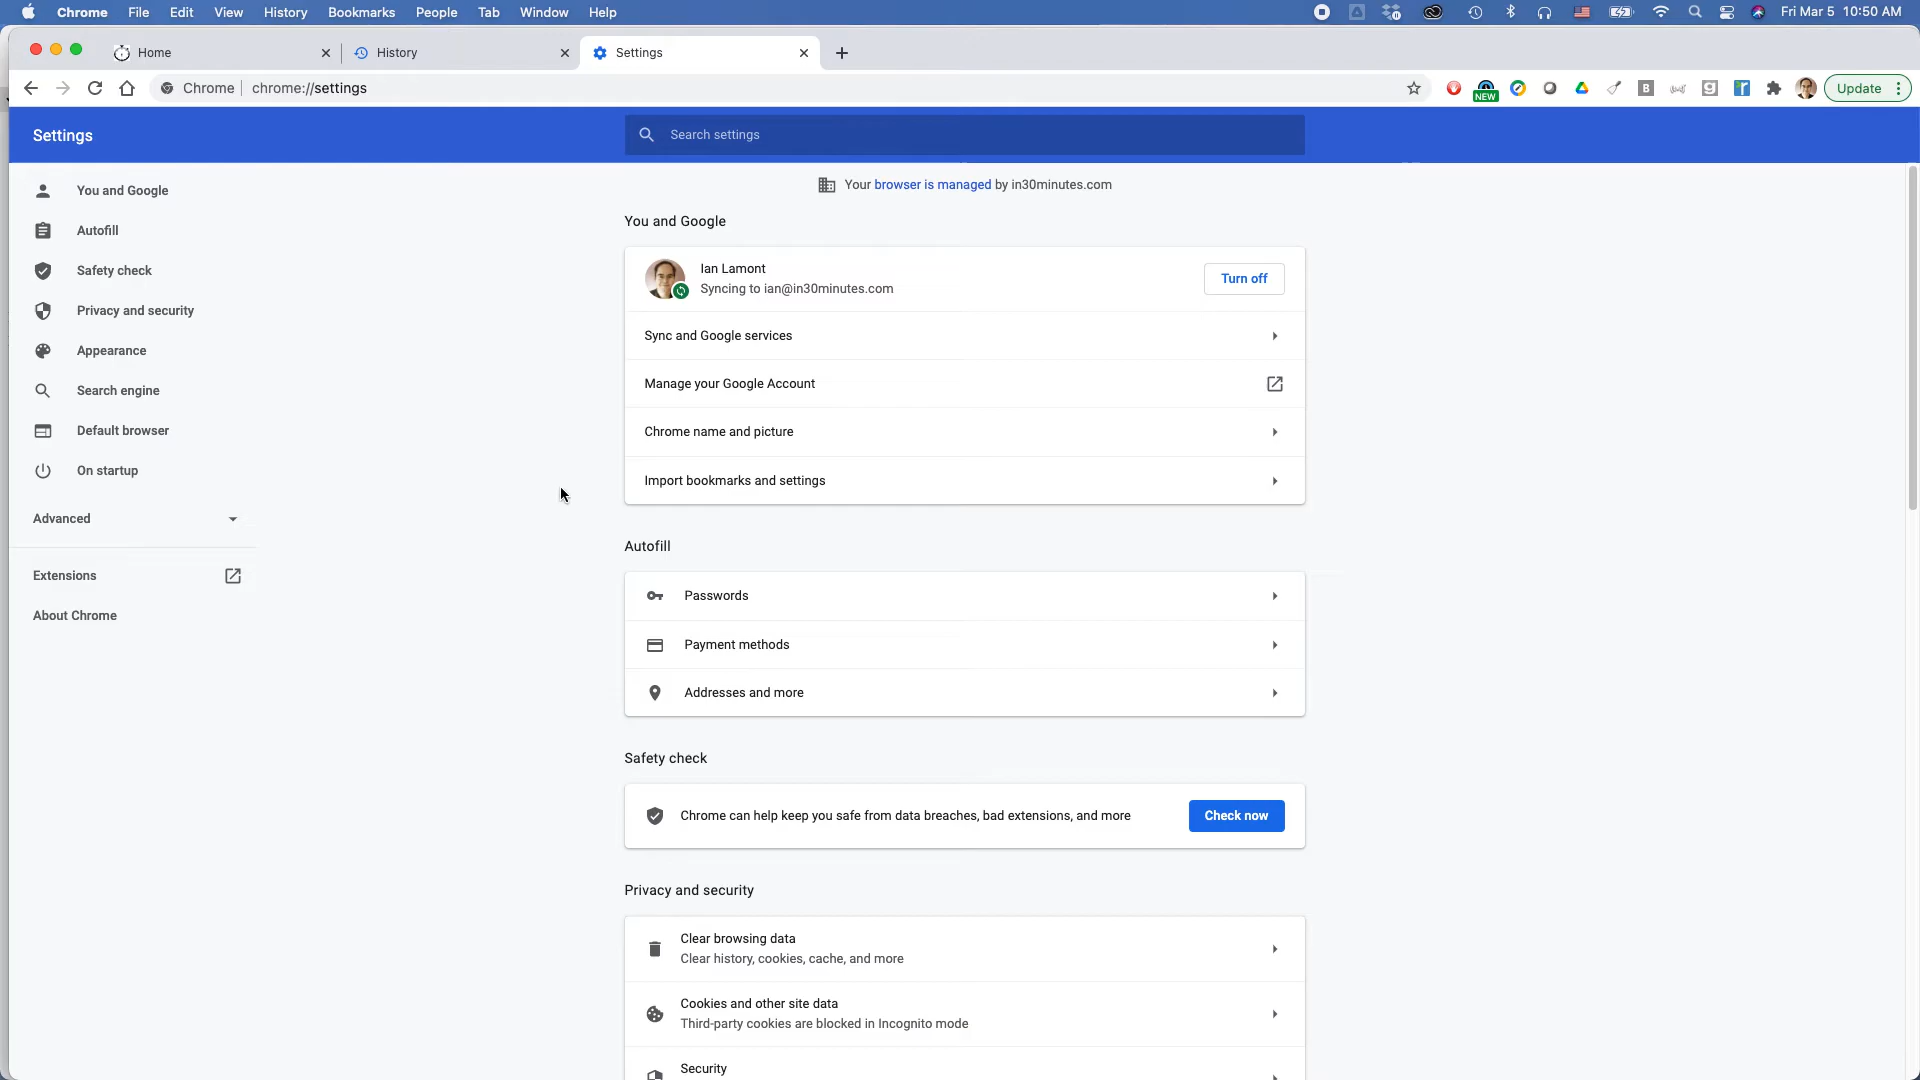 Chrome File Edit View History Bookmarks People Tab Window Help Fri Mar 5 10:50 AM
Home History Settings
Chrome chrome://settings NEW B Update
Settings Search settings
Your browser is managed by in30minutes.com
You and Google
Autofill
Safety check
Privacy and security
Appearance
Search engine
Default browser
On startup
Advanced
Extensions
About Chrome
You and Google
Ian Lamont
Syncing to ian@in30minutes.com
Turn off
Sync and Google services
Manage your Google Account
Chrome name and picture
Import bookmarks and settings
Autofill
Passwords
Payment methods
Addresses and more
Safety check
Chrome can help keep you safe from data breaches, bad extensions, and more
Check now
Privacy and security
Clear browsing data
Clear history, cookies, cache, and more
Cookies and other site data
Third-party cookies are blocked in Incognito mode
Security